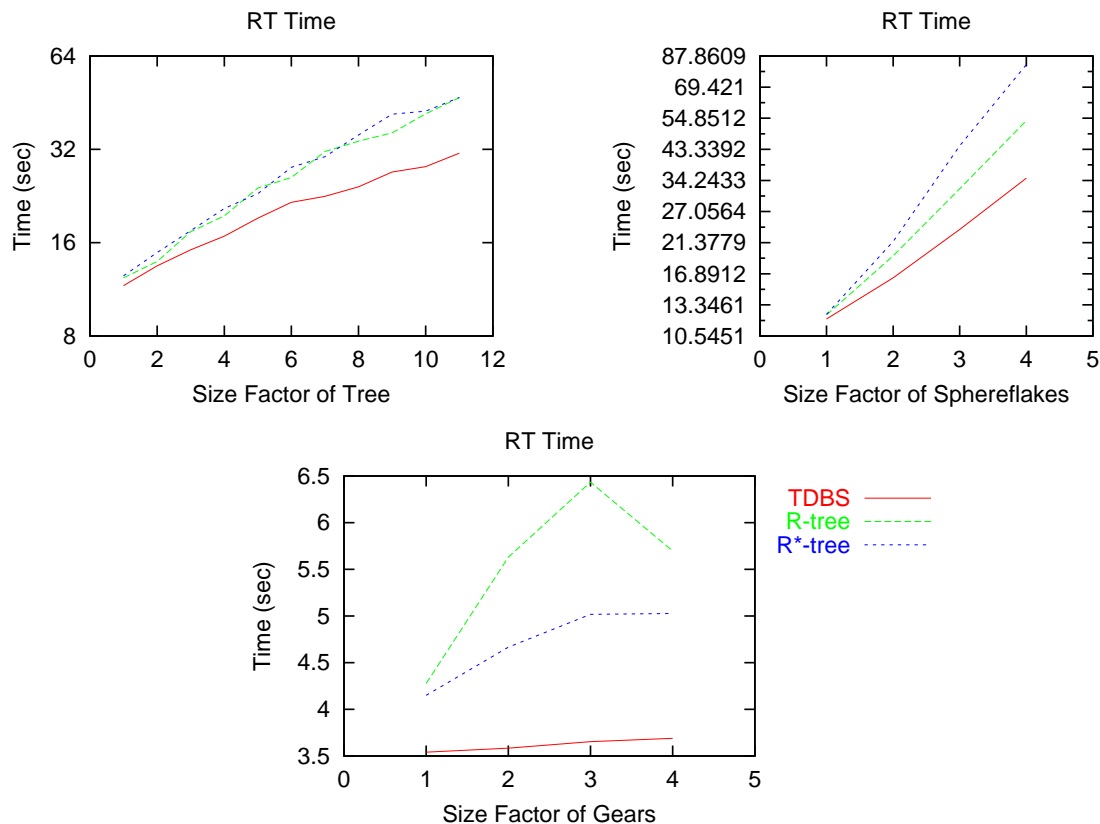 RT Time
64
32
16
8
Time (sec)
0 2 4 6 8 10 12
Size Factor of Tree
RT Time
87.8609
69.421
54.8512
43.3392
34.2433
27.0564
21.3779
16.8912
13.3461
10.5451
Time (sec)
0 1 2 3 4 5
Size Factor of Sphereflakes
RT Time
6.5
6
5.5
5
4.5
4
3.5
Time (sec)
0 1 2 3 4 5
Size Factor of Gears
TDBS
R-tree
R*-tree